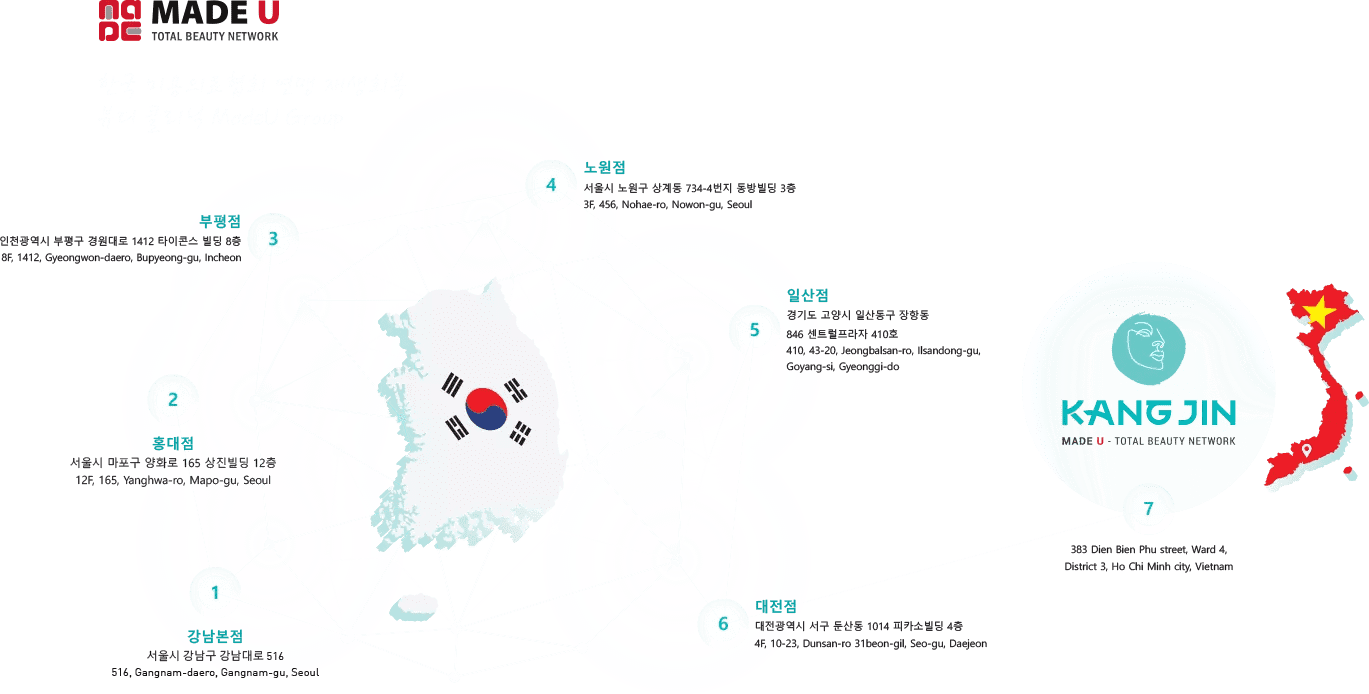 MADE U
TOTAL BEAUTY NETWORK
4
노원점
서울시 노원구 상계동 734-4번지 동방빌딩 3층
3F, 456, Nohae-ro, Nowon-gu, Seoul
부평점
3
인천광역시 부평구 경원대로 1412 타이콘스 빌딩 8층
8F, 1412, Gyeongwon-daero, Bupyeong-gu, Incheon
5
일산점
경기도 고양시 일산동구 장항동
846 센트럴프라자 410호
410, 43-20, Jeongbalsan-ro, Ilsandong-gu,
Goyang-si, Gyeonggi-do
2
홍대점
서울시 마포구 양화로 165 상진빌딩 12층
12F, 165, Yanghwa-ro, Mapo-gu, Seoul
KANG JIN
MADE U - TOTAL BEAUTY NETWORK
7
383 Dien Bien Phu street, Ward 4,
District 3, Ho Chi Minh city, Vietnam
1
강남본점
서울시 강남구 강남대로 516
516, Gangnam-daero, Gangnam-gu, Seoul
6
대전점
대전광역시 서구 둔산동 1014 피카소빌딩 4층
4F, 10-23, Dunsan-ro 31beon-gil, Seo-gu, Daejeon